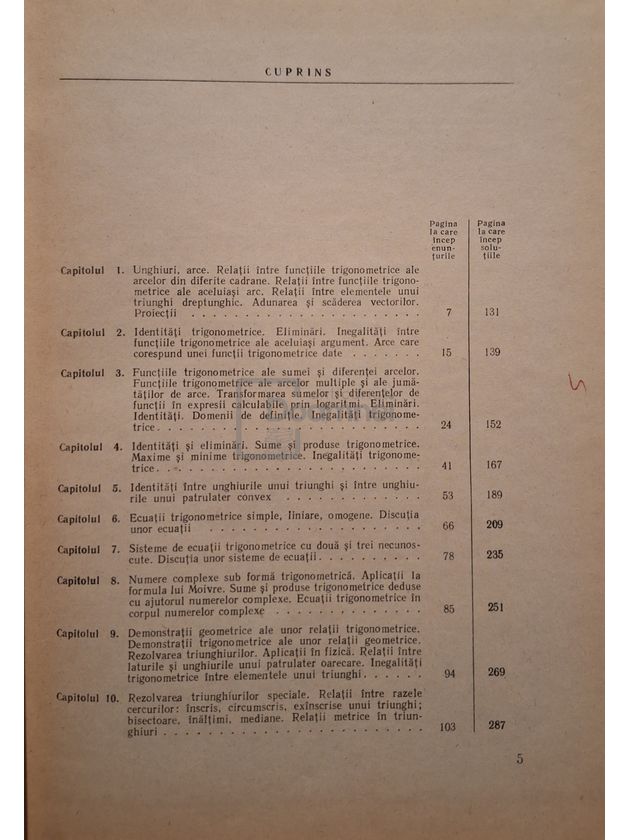 CUPRINS
Pagina la care încep enun-țurile
Pagina la care încep solu-țiile
Capitolul 1. Unghiuri, arce. Relații între funcțiile trigonometrice ale
arcelor din diferite cadrane. Relații între funcțiile trigono-
metrice ale aceluiași arc. Relații între elementele unui
triunghi dreptunghic. Adunarea și scăderea vectorilor.
Proiecții . . . . . . . . . . . . . . . . . . . . . . 7 131
Capitolul 2. Identități trigonometrice. Eliminări. Inegalități între
funcțiile trigonometrice ale aceluiași argument. Arce care
corespund unei funcții trigonometrice date . . . . . . . 15 139
Capitolul 3. Funcțiile trigonometrice ale sumei și diferenței arcelor.
Funcțiile trigonometrice ale arcelor multiple și ale jumă-
tăților de arce. Transformarea sumelor și diferențelor de
funcții în expresii calculabile prin logaritmi. Eliminări.
Identități. Domenii de definiție. Inegalități trigonome-
trice . . . . . . . . . . . . . . . . . . . . . . . . 24 152
Capitolul 4. Identități și eliminări. Sume și produse trigonometrice.
Maxime și minime trigonometrice. Inegalități trigonome-
trice . . . . . . . . . . . . . . . . . . . . . . . . 41 167
Capitolul 5. Identități între unghiurile unui triunghi și între unghiu-
rile unui patrulater convex . . . . . . . . . . . . 53 189
Capitolul 6. Ecuații trigonometrice simple, liniare, omogene. Discuția
unor ecuații . . . . . . . . . . . . . . . . . . . 66 209
Capitolul 7. Sisteme de ecuații trigonometrice cu două și trei necunos-
cute. Discuția unor sisteme de ecuații . . . . . . . . . 78 235
Capitolul 8. Numere complexe sub formă trigonometrică. Aplicații la
formula lui Moivre. Sume și produse trigonometrice deduse
cu ajutorul numerelor complexe. Ecuații trigonometrice în
corpul numerelor complexe . . . . . . . . . . . . . 85 251
Capitolul 9. Demonstrații geometrice ale unor relații trigonometrice.
Demonstrații trigonometrice ale unor relații geometrice.
Rezolvarea triunghiurilor. Aplicații în fizică. Relații între
laturile și unghiurile unui patrulater oarecare. Inegalități
trigonometrice între elementele unui triunghi . . . . . . 94 269
Capitolul 10. Rezolvarea triunghiurilor speciale. Relații între razele
cercurilor: înscris, circumscris, exînscrise unui triunghi;
bisectoare, înălțimi, mediane. Relații metrice în triun-
ghiuri . . . . . . . . . . . . . . . . . . . . . . . 103 287
5